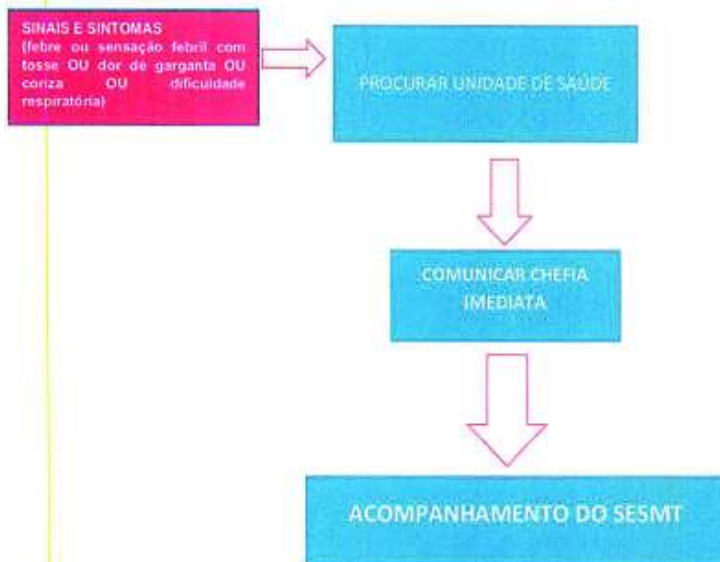 SINAIS E SINTOMAS
(febre ou sensação febril com
tosse OU dor de garganta OU
coriza OU dificuldade
respiratória)
PROCURAR UNIDADE DE SAÚDE
COMUNICAR CHEFIA
IMEDIATA
ACOMPANHAMENTO DO SESMT